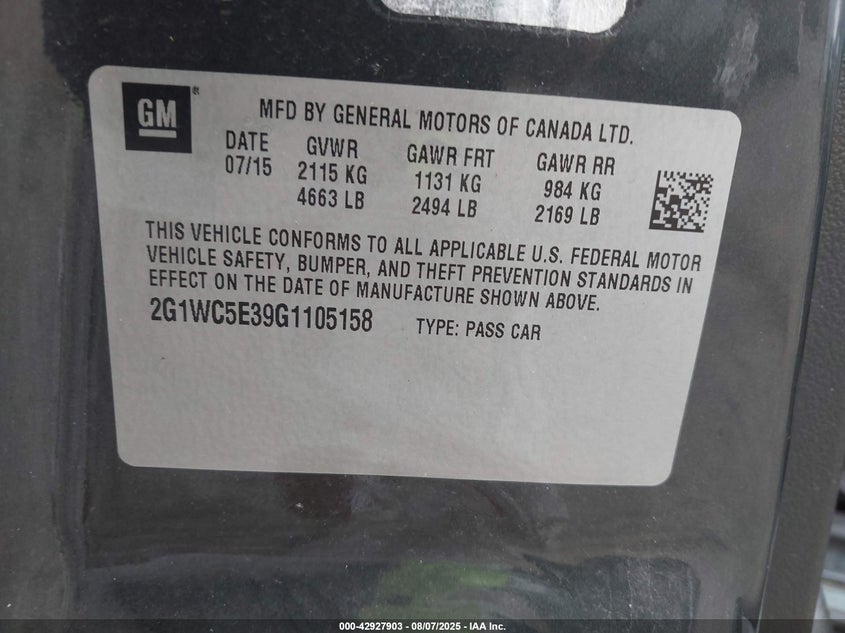 GM®
MFD BY GENERAL MOTORS OF CANADA LTD.
DATE GVWR GAWR FRT GAWR RR
07/15 2115 KG 1131 KG 984 KG
4663 LB 2494 LB 2169 LB
THIS VEHICLE CONFORMS TO ALL APPLICABLE U.S. FEDERAL MOTOR
VEHICLE SAFETY, BUMPER, AND THEFT PREVENTION STANDARDS IN
EFFECT ON THE DATE OF MANUFACTURE SHOWN ABOVE.
2G1WC5E39G1105158 TYPE: PASS CAR
000-42927903 - 08/07/2025 - IAA Inc.